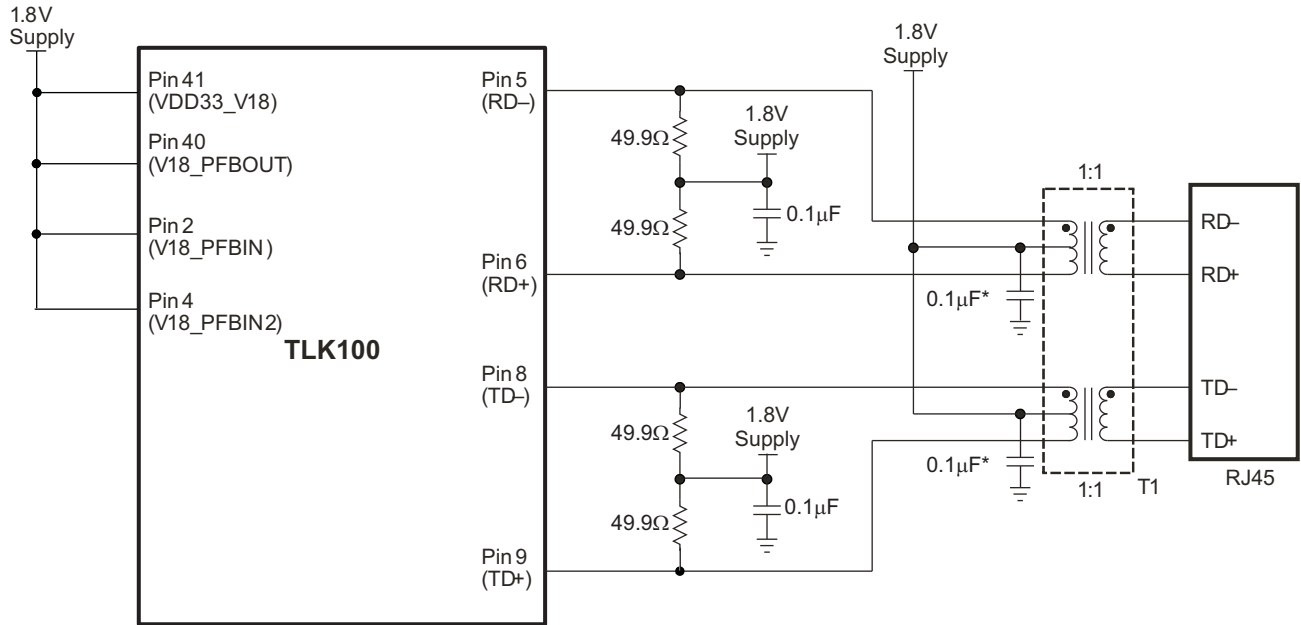 1.8V
Supply
Pin 41
(VDD33_V18)
Pin 40
(V18_PFBOUT)
Pin 2
(V18_PFBIN)
Pin 4
(V18_PFBIN2)
TLK100
Pin 5
(RD–)
Pin 6
(RD+)
Pin 8
(TD–)
Pin 9
(TD+)
49.9Ω
49.9Ω
1.8V
Supply
0.1μF
49.9Ω
49.9Ω
1.8V
Supply
0.1μF
1.8V
Supply
0.1μF*
0.1μF*
1:1
1:1
T1
RD–
RD+
TD–
TD+
RJ45